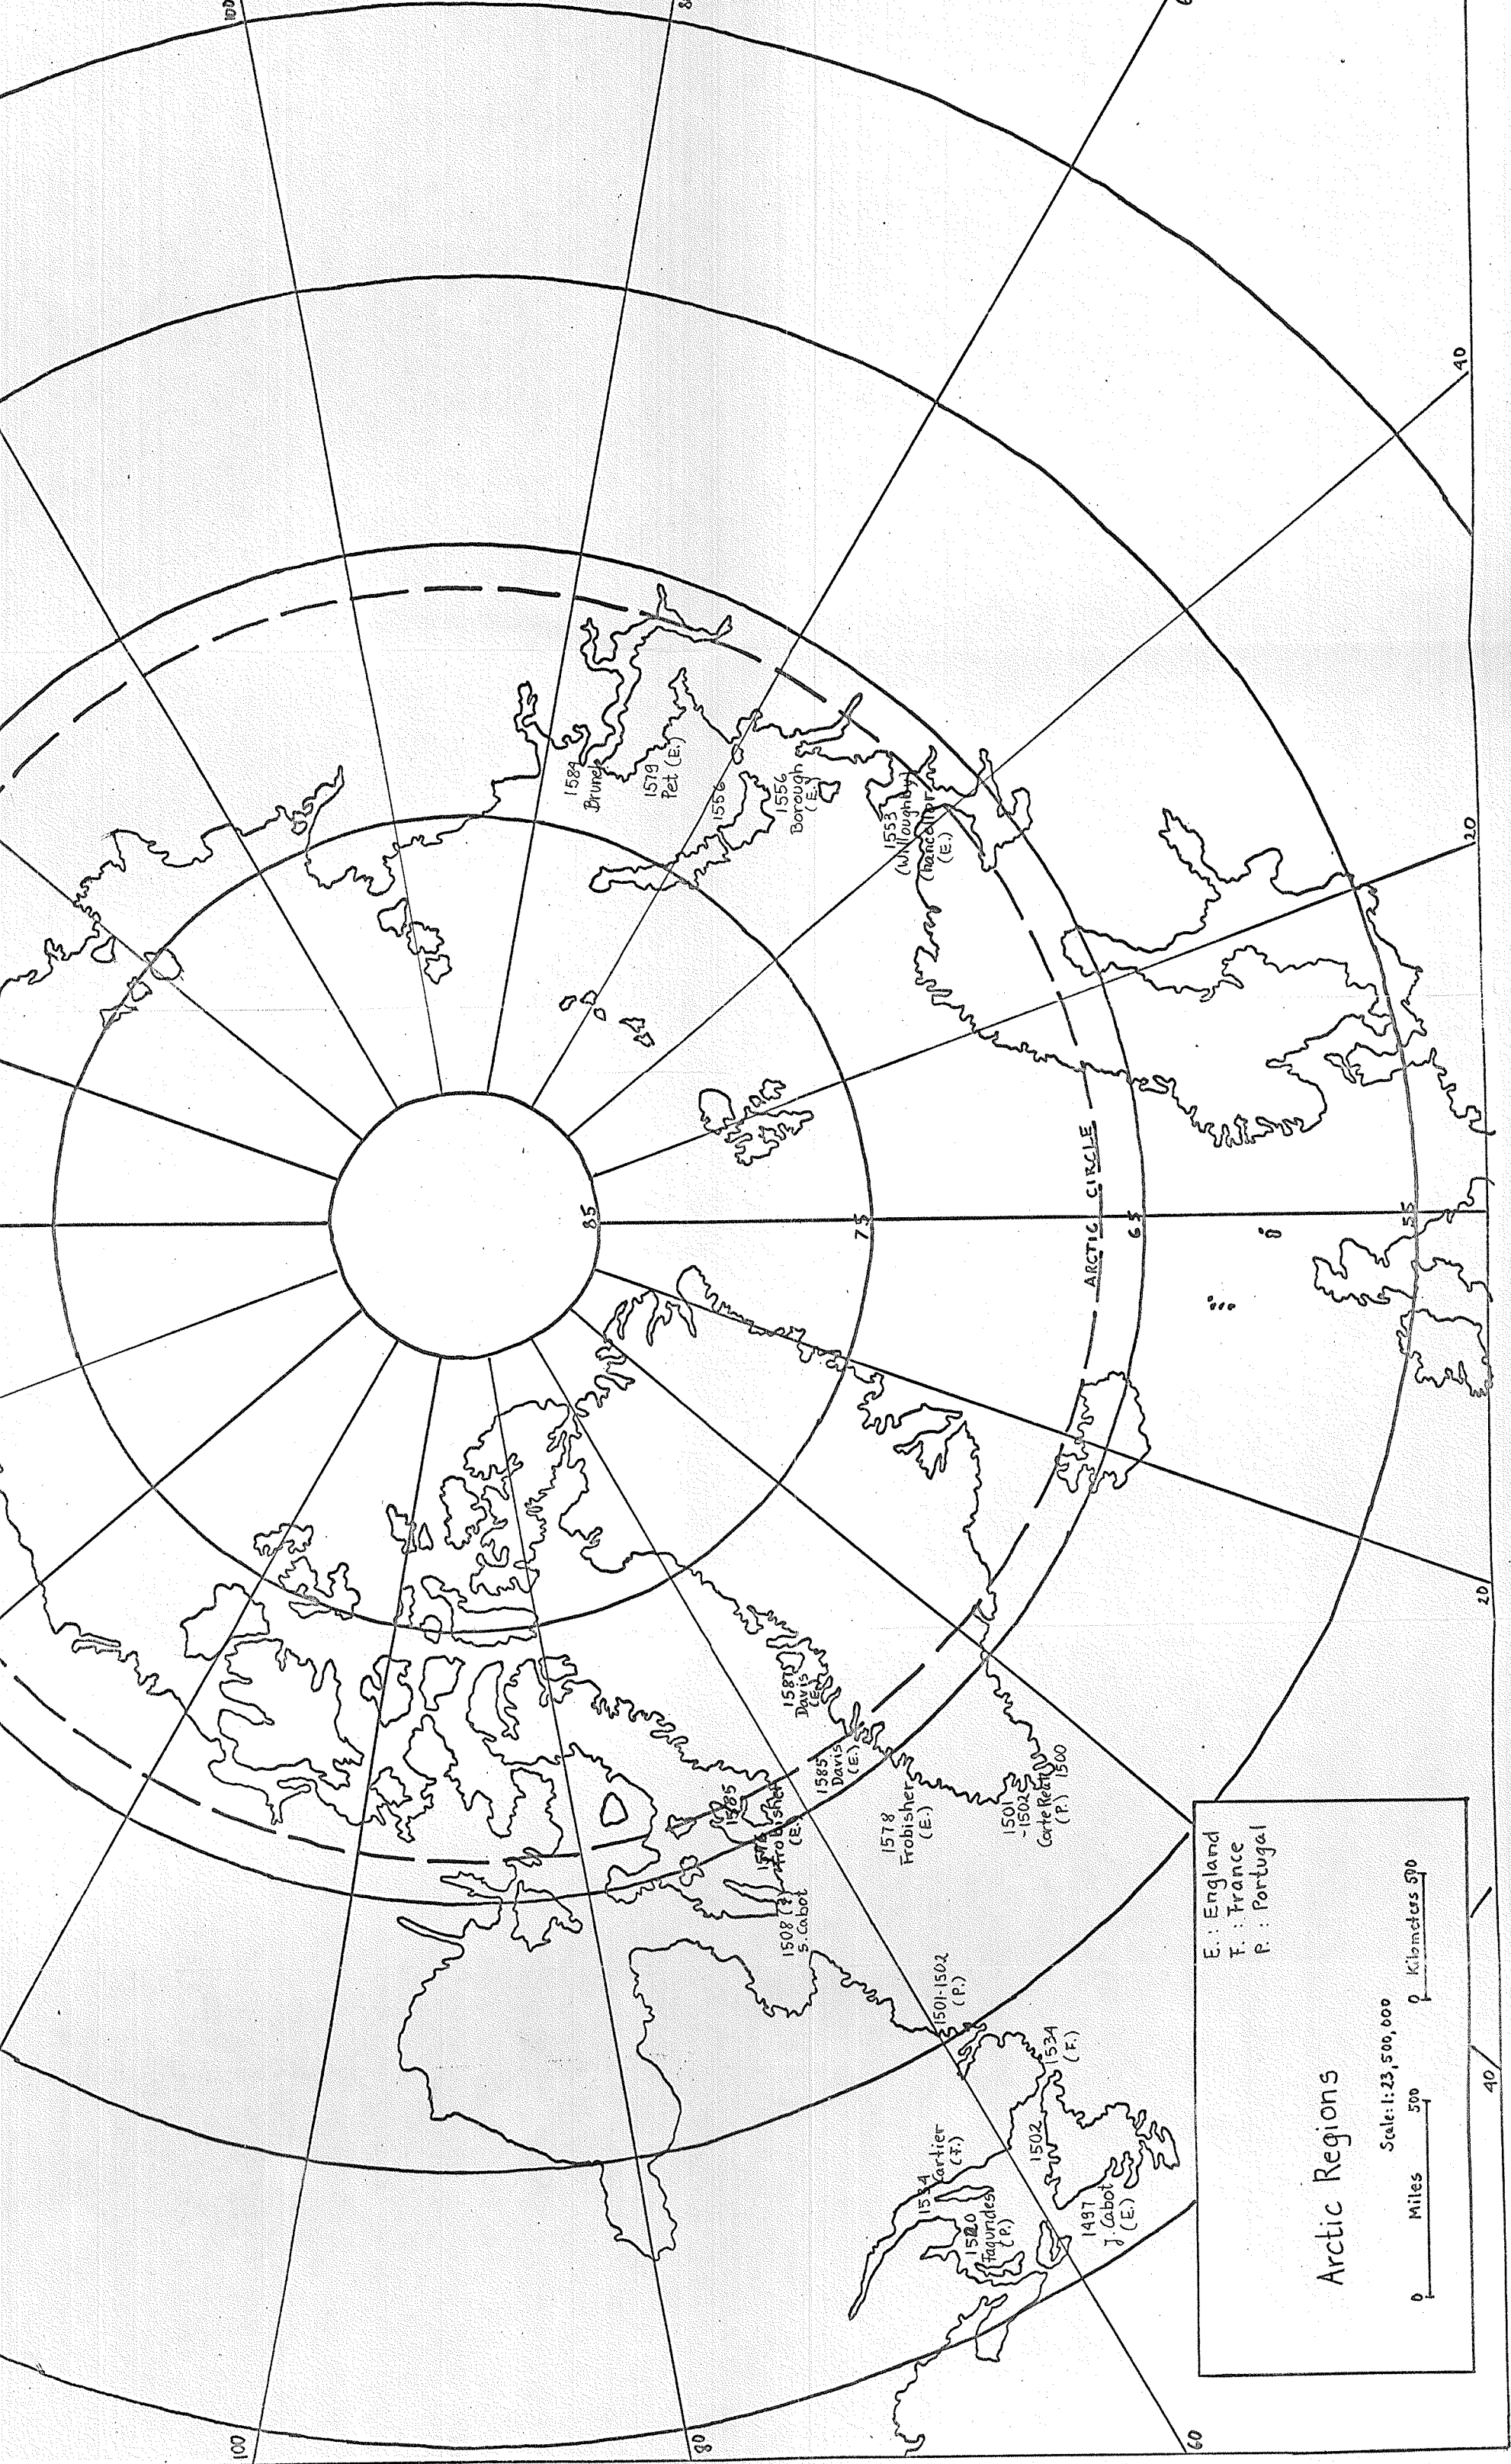 100
80
60
40
20
1584
Brunel
1579
Pet (E.)
1556
1556
Borough
(E.)
1553
(Willoughby)
Chancellor
(E.)
85
75
ARCTIC CIRCLE
65
55
1587
Davis
(E.)
1585
Davis
(E.)
1585
1576
Frobisher
(E.)
1578
Frobisher
(E.)
1500
1501
-1502
Corte Real
(P.)
1508 (?)
S. Cabot
1501-1502
(P.)
1534
(F.)
1502
1534
Cartier
(F.)
1520
Fagundes
(P.)
1497
J. Cabot
(E.)
20
40
60
80
100
E. : England
F. : France
P. : Portugal
Arctic Regions
Scale: 1:23,500,000
0 Miles 500
0 Kilometers 500